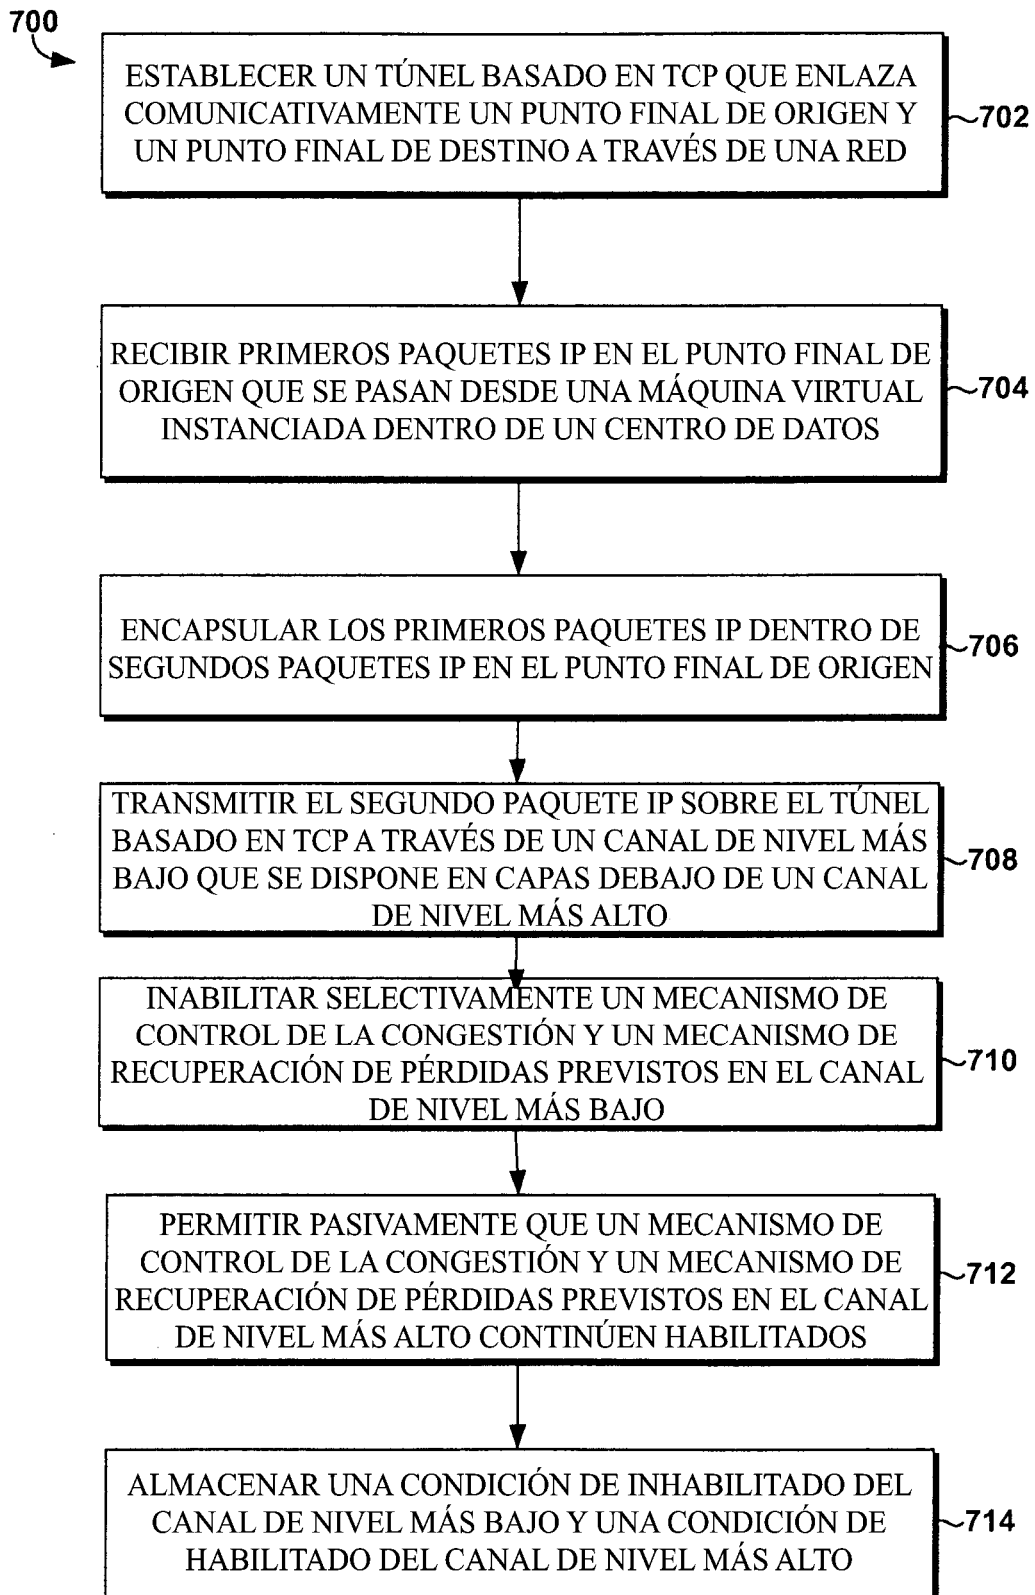 700
ESTABLECER UN TÚNEL BASADO EN TCP QUE ENLAZA
COMUNICATIVAMENTE UN PUNTO FINAL DE ORIGEN Y
UN PUNTO FINAL DE DESTINO A TRAVÉS DE UNA RED
702
RECIBIR PRIMEROS PAQUETES IP EN EL PUNTO FINAL DE
ORIGEN QUE SE PASAN DESDE UNA MÁQUINA VIRTUAL
INSTANCIADA DENTRO DE UN CENTRO DE DATOS
704
ENCAPSULAR LOS PRIMEROS PAQUETES IP DENTRO DE
SEGUNDOS PAQUETES IP EN EL PUNTO FINAL DE ORIGEN
706
TRANSMITIR EL SEGUNDO PAQUETE IP SOBRE EL TÚNEL
BASADO EN TCP A TRAVÉS DE UN CANAL DE NIVEL MÁS
BAJO QUE SE DISPONE EN CAPAS DEBAJO DE UN CANAL
DE NIVEL MÁS ALTO
708
INABILITAR SELECTIVAMENTE UN MECANISMO DE
CONTROL DE LA CONGESTIÓN Y UN MECANISMO DE
RECUPERACIÓN DE PÉRDIDAS PREVISTOS EN EL CANAL
DE NIVEL MÁS BAJO
710
PERMITIR PASIVAMENTE QUE UN MECANISMO DE
CONTROL DE LA CONGESTIÓN Y UN MECANISMO DE
RECUPERACIÓN DE PÉRDIDAS PREVISTOS EN EL CANAL
DE NIVEL MÁS ALTO CONTINÚEN HABILITADOS
712
ALMACENAR UNA CONDICIÓN DE INHABILITADO DEL
CANAL DE NIVEL MÁS BAJO Y UNA CONDICIÓN DE
HABILITADO DEL CANAL DE NIVEL MÁS ALTO
714